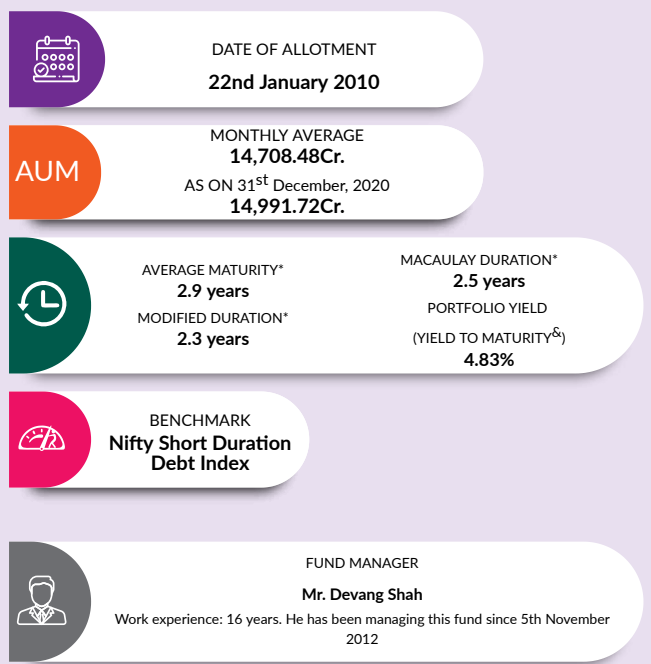 DATE OF ALLOTMENT
22nd January 2010
AUM
MONTHLY AVERAGE
14,708.48Cr.
AS ON 31st December, 2020
14,991.72Cr.
AVERAGE MATURITY*
2.9 years
MODIFIED DURATION*
2.3 years
MACAULAY DURATION*
2.5 years
PORTFOLIO YIELD
(YIELD TO MATURITY&)
4.83%
BENCHMARK
Nifty Short Duration
Debt Index
FUND MANAGER
Mr. Devang Shah
Work experience: 16 years. He has been managing this fund since 5th November
2012